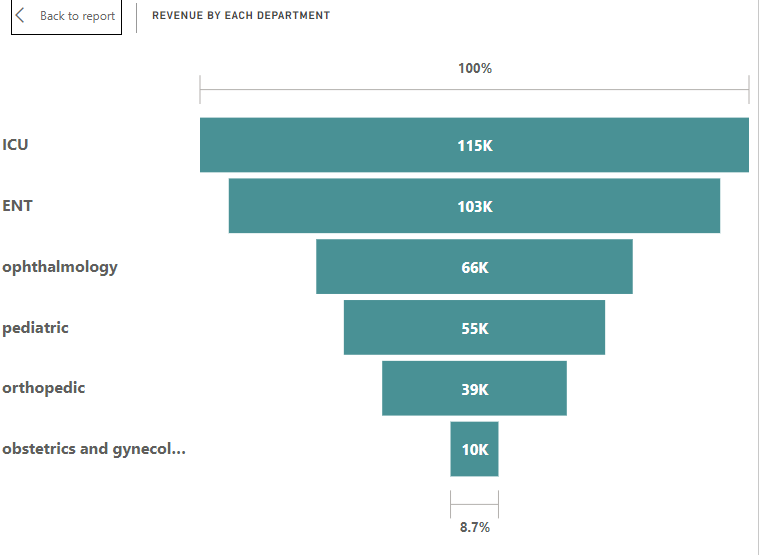 Back to report
REVENUE BY EACH DEPARTMENT
100%
ICU 115K
ENT 103K
ophthalmology 66K
pediatric 55K
orthopedic 39K
obstetrics and gynecol... 10K
8.7%